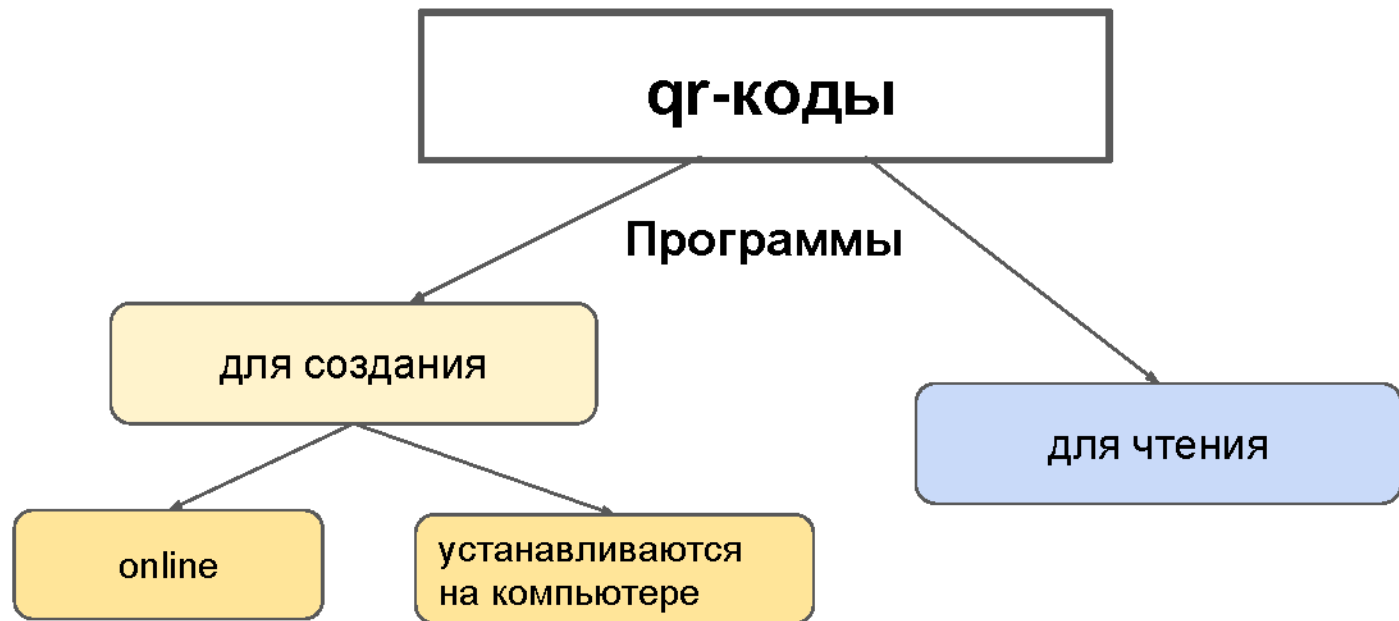 qr-коды
Программы
для создания
для чтения
online
устанавливаются
на компьютере